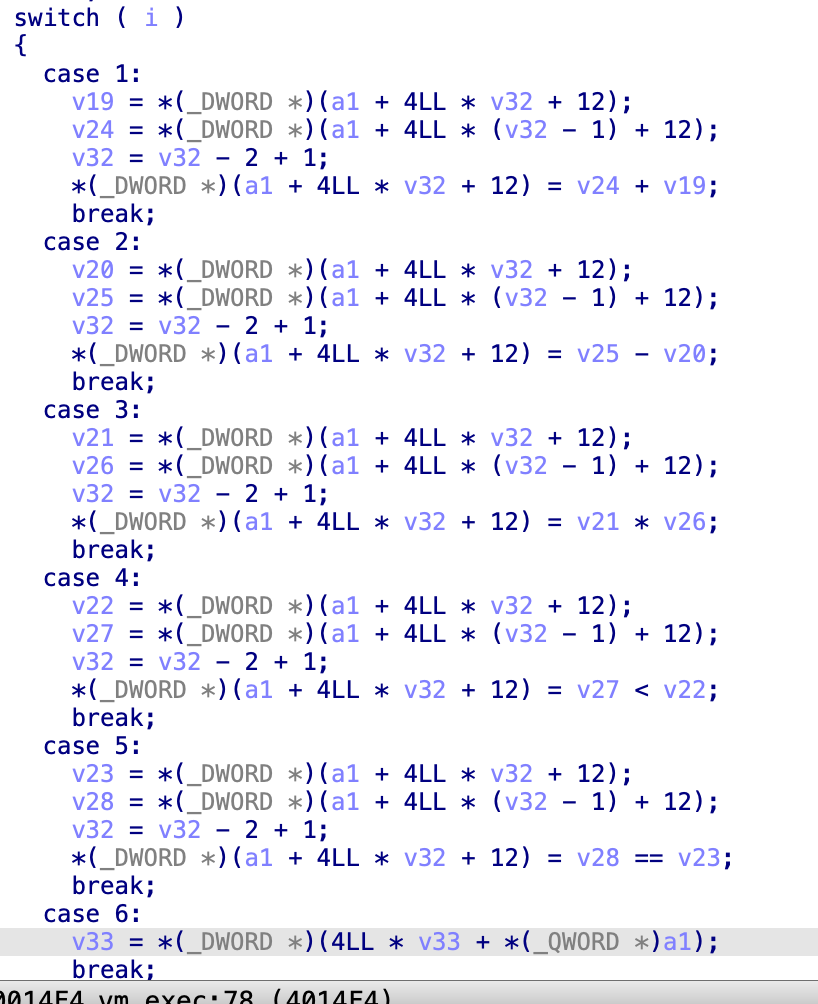 switch ( i )
{
case 1:
v19 = *(_DWORD *)(a1 + 4LL * v32 + 12);
v24 = *(_DWORD *)(a1 + 4LL * (v32 - 1) + 12);
v32 = v32 - 2 + 1;
*(_DWORD *)(a1 + 4LL * v32 + 12) = v24 + v19;
break;
case 2:
v20 = *(_DWORD *)(a1 + 4LL * v32 + 12);
v25 = *(_DWORD *)(a1 + 4LL * (v32 - 1) + 12);
v32 = v32 - 2 + 1;
*(_DWORD *)(a1 + 4LL * v32 + 12) = v25 - v20;
break;
case 3:
v21 = *(_DWORD *)(a1 + 4LL * v32 + 12);
v26 = *(_DWORD *)(a1 + 4LL * (v32 - 1) + 12);
v32 = v32 - 2 + 1;
*(_DWORD *)(a1 + 4LL * v32 + 12) = v21 * v26;
break;
case 4:
v22 = *(_DWORD *)(a1 + 4LL * v32 + 12);
v27 = *(_DWORD *)(a1 + 4LL * (v32 - 1) + 12);
v32 = v32 - 2 + 1;
*(_DWORD *)(a1 + 4LL * v32 + 12) = v27 < v22;
break;
case 5:
v23 = *(_DWORD *)(a1 + 4LL * v32 + 12);
v28 = *(_DWORD *)(a1 + 4LL * (v32 - 1) + 12);
v32 = v32 - 2 + 1;
*(_DWORD *)(a1 + 4LL * v32 + 12) = v28 == v23;
break;
case 6:
v33 = *(_DWORD *)(4LL * v33 + *(_QWORD *)a1);
break;
0014E4 vm_exec:78 (4014E4)